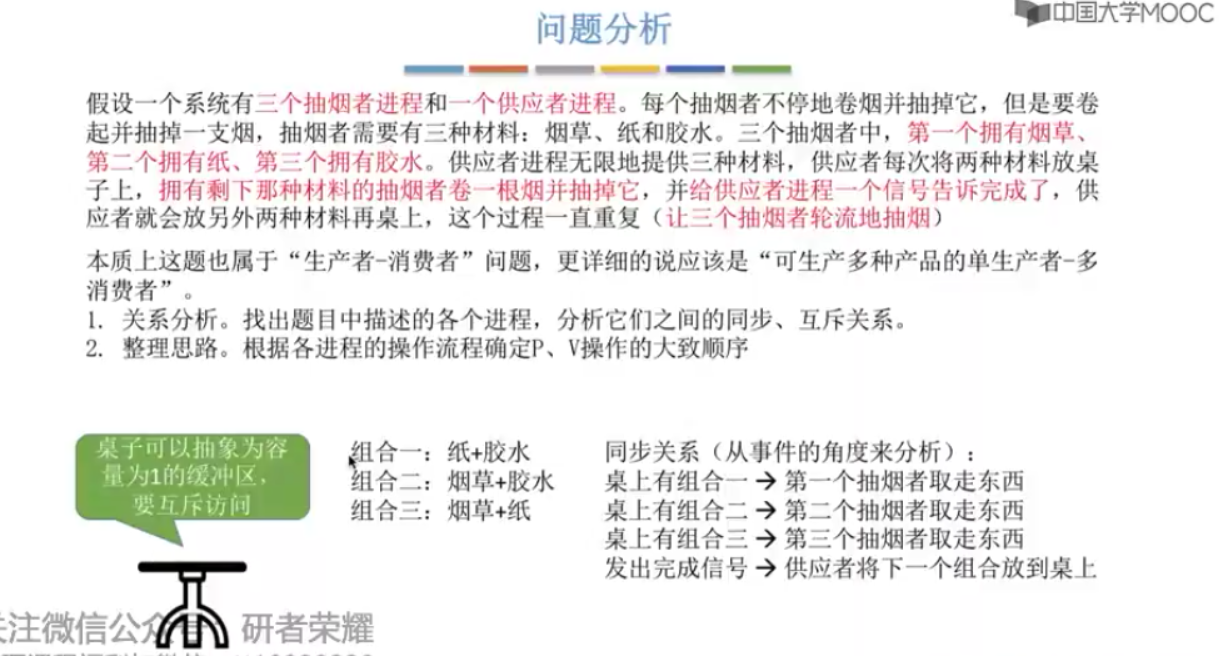 中国大学MOOC
问题分析
假设一个系统有三个抽烟者进程和一个供应者进程。每个抽烟者不停地卷烟并抽掉它，但是要卷
起并抽掉一支烟，抽烟者需要有三种材料：烟草、纸和胶水。三个抽烟者中，第一个拥有烟草、
第二个拥有纸、第三个拥有胶水。供应者进程无限地提供三种材料，供应者每次将两种材料放桌
子上，拥有剩下那种材料的抽烟者卷一根烟并抽掉它，并给供应者进程一个信号告诉完成了，供
应者就会放另外两种材料再桌上，这个过程一直重复（让三个抽烟者轮流地抽烟）
本质上这题也属于“生产者-消费者”问题，更详细的说应该是“可生产多种产品的单生产者-多
消费者”。
1. 关系分析。找出题目中描述的各个进程，分析它们之间的同步、互斥关系。
2. 整理思路。根据各进程的操作流程确定P、V操作的大致顺序
桌子可以抽象为容
量为1的缓冲区，
要互斥访问
组合一：纸+胶水
组合二：烟草+胶水
组合三：烟草+纸
同步关系（从事件的角度来分析）：
桌上有组合一 → 第一个抽烟者取走东西
桌上有组合二 → 第二个抽烟者取走东西
桌上有组合三 → 第三个抽烟者取走东西
发出完成信号 → 供应者将下一个组合放到桌上
关注微信公众 研者荣耀